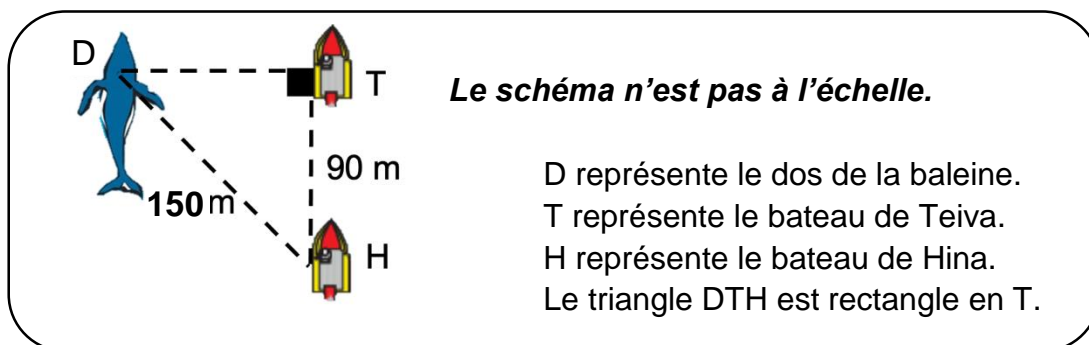 D
T
Le schéma n’est pas à l’échelle.
90 m
150 m
H
D représente le dos de la baleine.
T représente le bateau de Teiva.
H représente le bateau de Hina.
Le triangle DTH est rectangle en T.